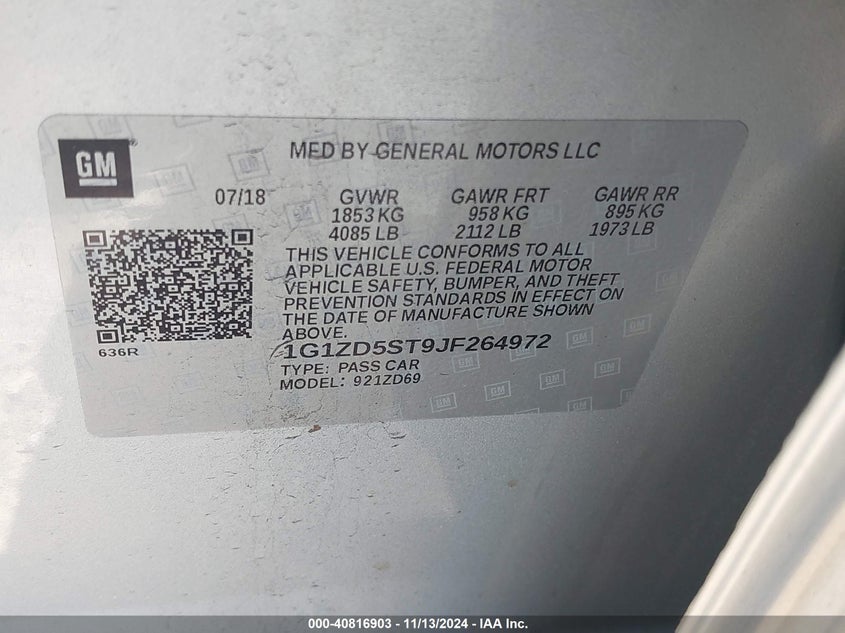 GM
MFD BY GENERAL MOTORS LLC
07/18 GVWR GAWR FRT GAWR RR
1853 KG 958 KG 895 KG
4085 LB 2112 LB 1973 LB
THIS VEHICLE CONFORMS TO ALL
APPLICABLE U.S. FEDERAL MOTOR
VEHICLE SAFETY, BUMPER, AND THEFT
PREVENTION STANDARDS IN EFFECT ON
THE DATE OF MANUFACTURE SHOWN
ABOVE.
636R
1G1ZD5ST9JF264972
TYPE: PASS CAR
MODEL: 921ZD69
000-40816903 - 11/13/2024 - IAA Inc.